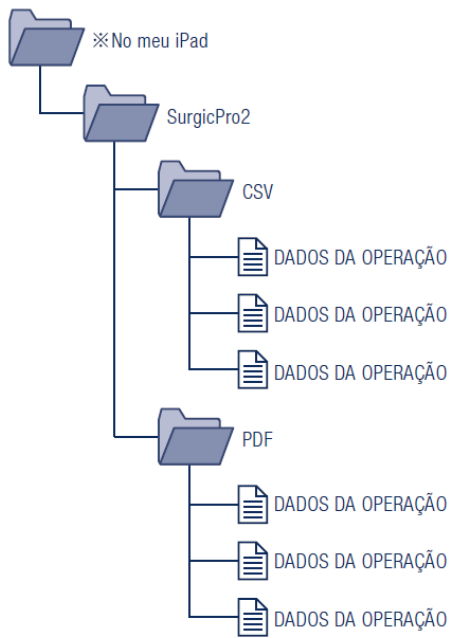 ※No meu iPad
SurgicPro2
CSV
DADOS DA OPERAÇÃO
DADOS DA OPERAÇÃO
DADOS DA OPERAÇÃO
PDF
DADOS DA OPERAÇÃO
DADOS DA OPERAÇÃO
DADOS DA OPERAÇÃO